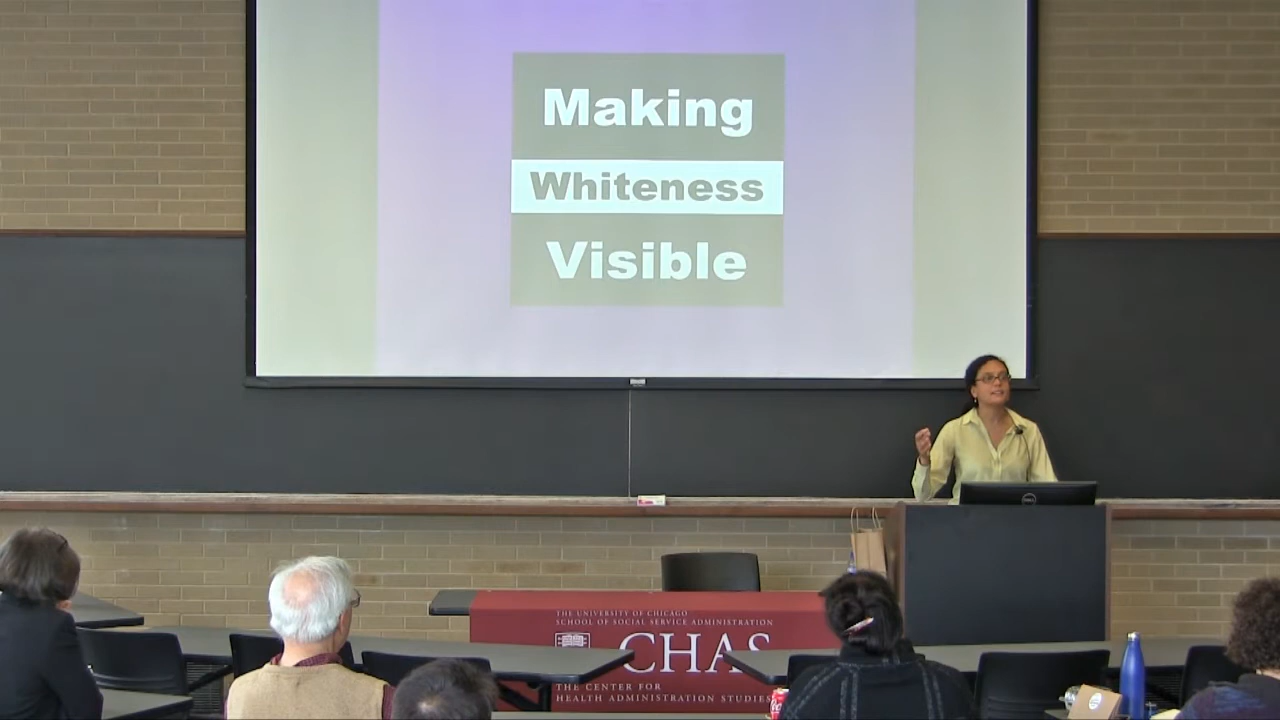 Making
Whiteness
Visible
DELL
THE UNIVERSITY OF CHICAGO
SCHOOL OF SOCIAL SERVICE ADMINISTRATION
CHAS
THE CENTER FOR
HEALTH ADMINISTRATION STUDIES